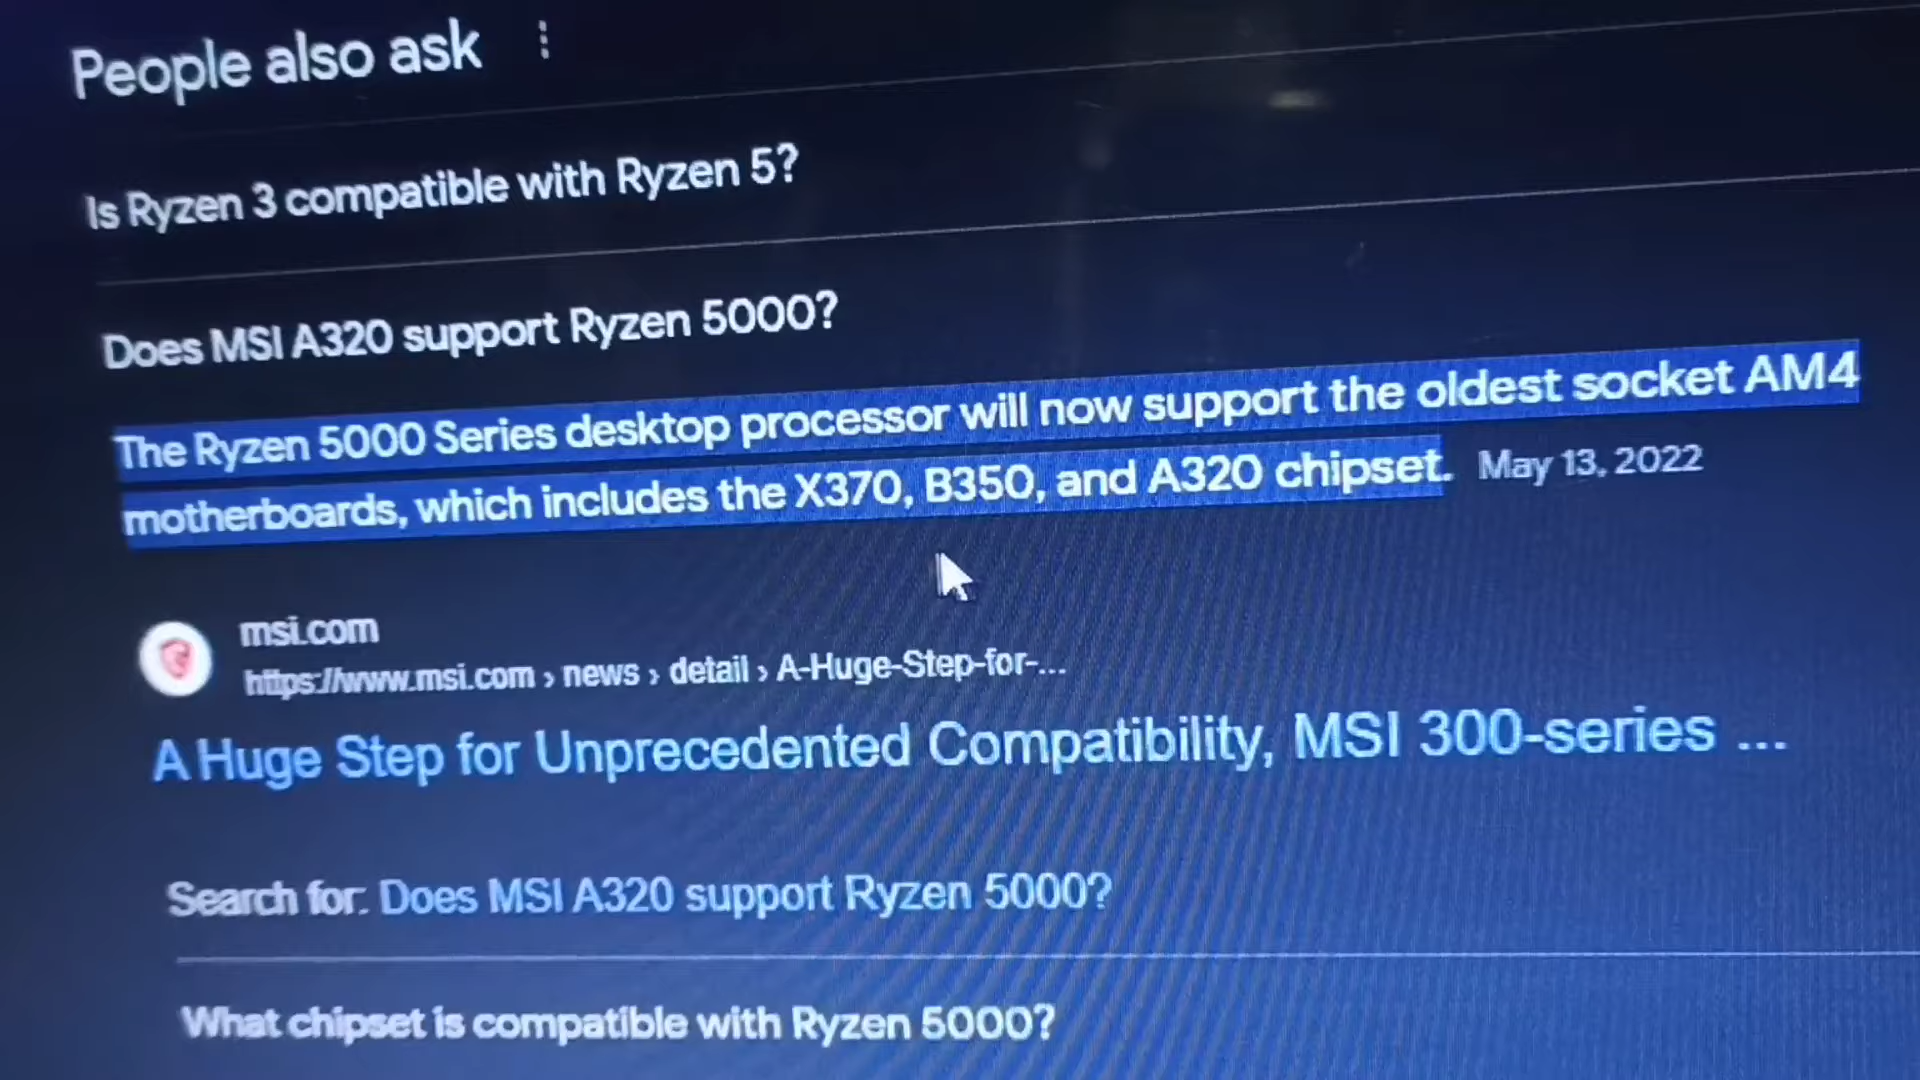 People also ask
Is Ryzen 3 compatible with Ryzen 5?
Does MSI A320 support Ryzen 5000?
The Ryzen 5000 Series desktop processor will now support the oldest socket AM4
motherboards, which includes the X370, B350, and A320 chipset. May 13, 2022
msi.com
https://www.msi.com › news › detail › A-Huge-Step-for-...
A Huge Step for Unprecedented Compatibility, MSI 300-series ...
Search for: Does MSI A320 support Ryzen 5000?
What chipset is compatible with Ryzen 5000?